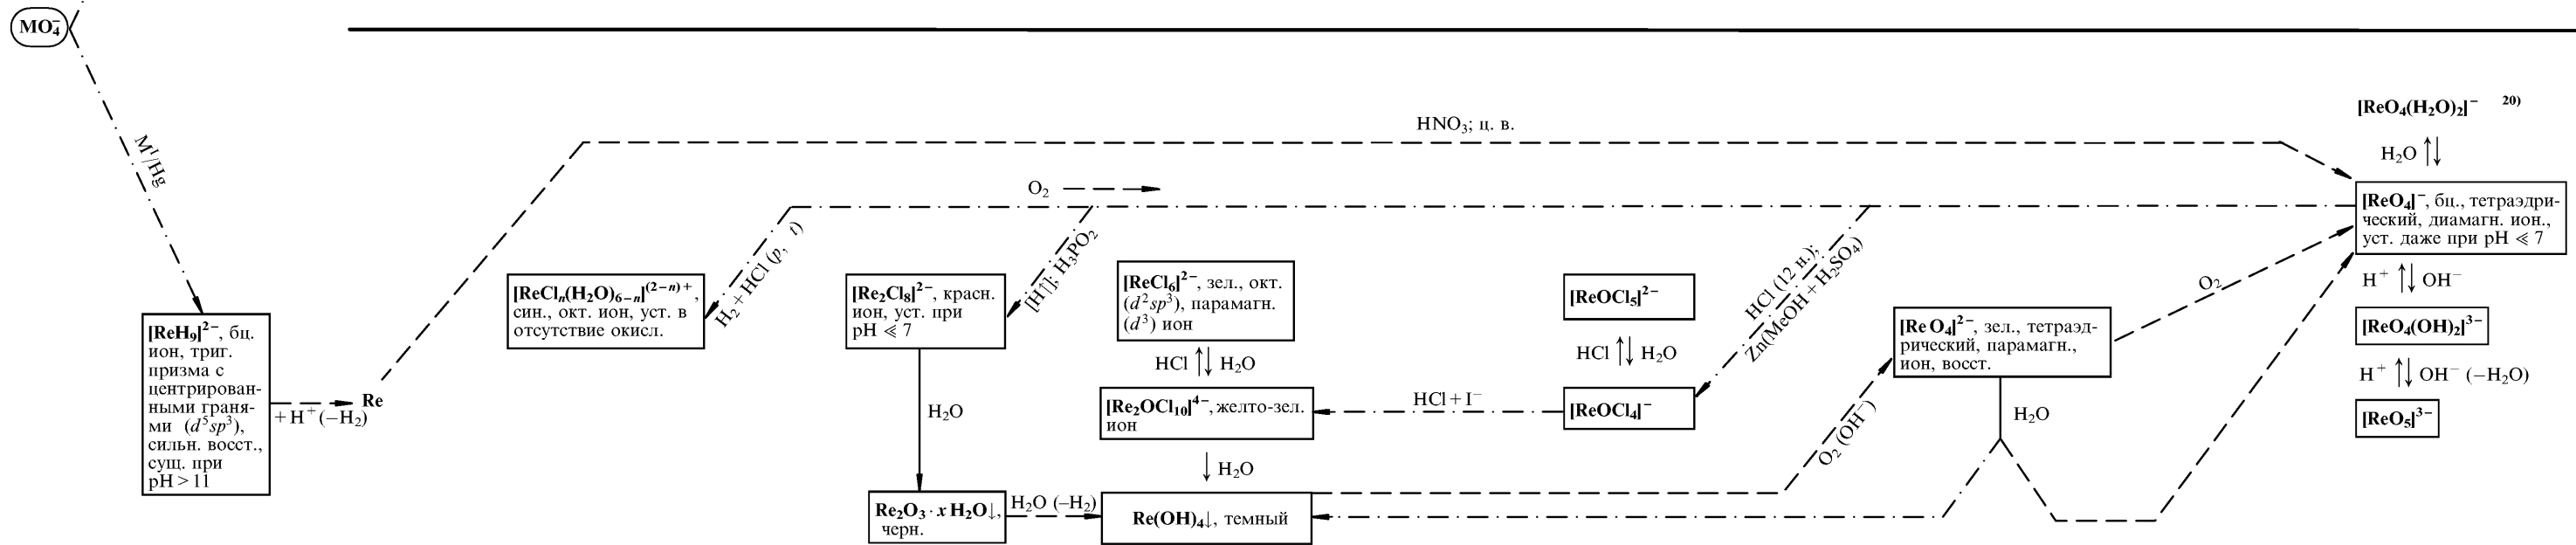 MO₄⁻
Mᴵ/Hg
[ReH₉]²⁻, бц.
ион, триг.
призма с
центрирован-
ными граня-
ми (d⁵sp³),
сильн. восст.,
сущ. при
pH > 11
+ H⁺ (−H₂)
Re
HNO₃; ц. в.
O₂
H₂ + HCl (p, t)
[ReClₙ(H₂O)₆₋ₙ]⁽²⁻ⁿ⁾⁺,
син., окт. ион, уст. в
отсутствие окисл.
[H↑]; H₃PO₂
[Re₂Cl₈]²⁻, красн.
ион, уст. при
pH ⩽ 7
H₂O
Re₂O₃ · x H₂O↓,
черн.
H₂O (−H₂)
[ReCl₆]²⁻, зел., окт.
(d²sp³), парамагн.
(d³) ион
HCl ↑↓ H₂O
[Re₂OCl₁₀]⁴⁻, желто-зел.
ион
↓ H₂O
Re(OH)₄↓, темный
HCl + I⁻
[ReOCl₅]²⁻
HCl ↑↓ H₂O
[ReOCl₄]⁻
HCl (12 н.);
Zn(MeOH + H₂SO₄)
O₂ (OH⁻)
[Re O₄]²⁻, зел., тетраэд-
рический, парамагн.,
ион, восст.
H₂O
O₂
[ReO₄(H₂O)₂]⁻ ²⁰⁾
H₂O ↑↓
[ReO₄]⁻, бц., тетраэдри-
ческий, диамагн. ион.,
уст. даже при pH ⩽ 7
H⁺ ↑↓ OH⁻
[ReO₄(OH)₂]³⁻
H⁺ ↑↓ OH⁻ (−H₂O)
[ReO₅]³⁻